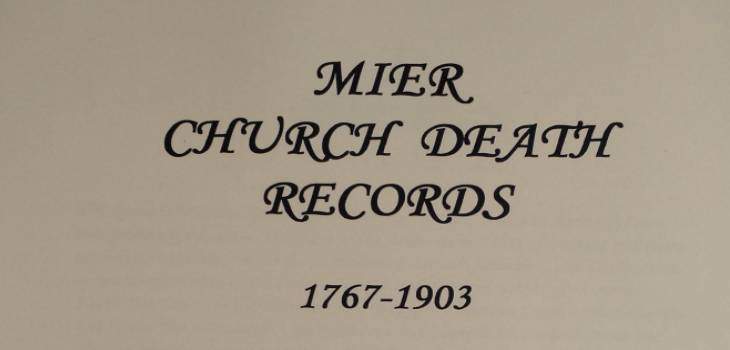 MIER
CHURCH DEATH
RECORDS
1767-1903